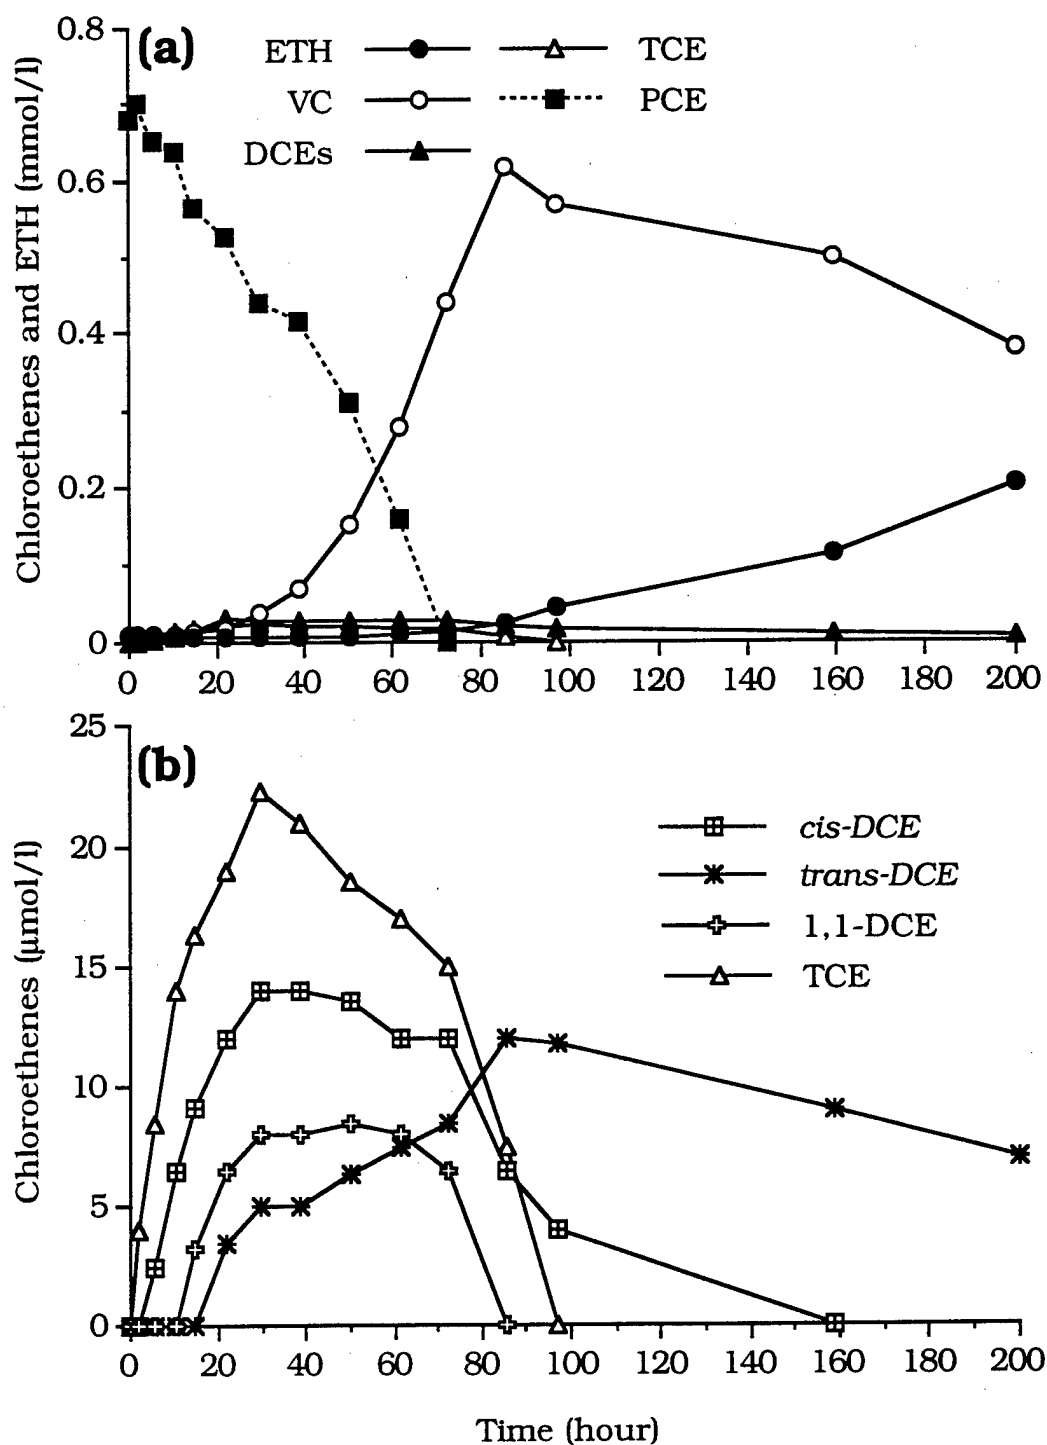 Chloroethenes and ETH (mmol/l)
0.8
0.6
0.4
0.2
0
(a)
ETH
VC
DCEs
TCE
PCE
0 20 40 60 80 100 120 140 160 180 200
Chloroethenes (μmol/l)
25
20
15
10
5
0
(b)
cis-DCE
trans-DCE
1,1-DCE
TCE
0 20 40 60 80 100 120 140 160 180 200
Time (hour)